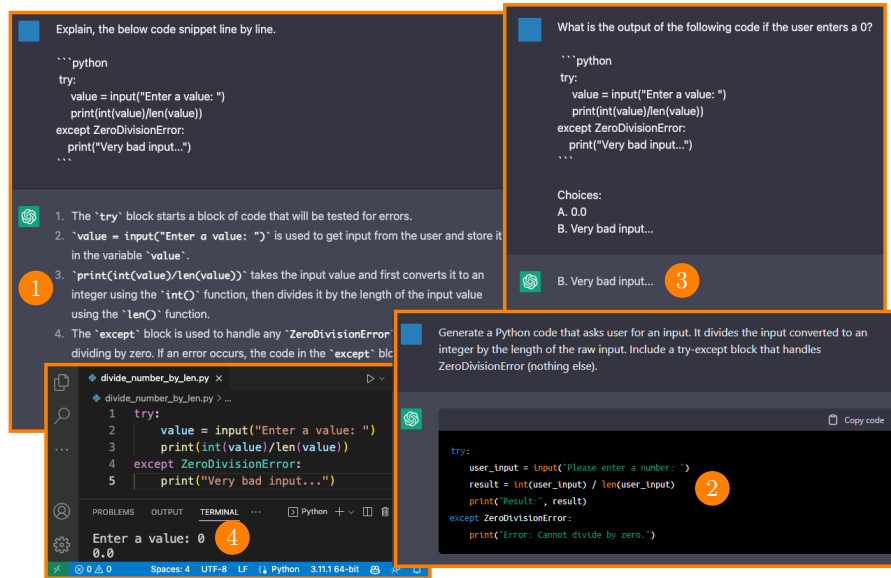 Explain, the below code snippet line by line.
```python
try:
value = input("Enter a value: ")
print(int(value)/len(value))
except ZeroDivisionError:
print("Very bad input...")
```
1. The `try` block starts a block of code that will be tested for errors.
2. `value = input("Enter a value: ")` is used to get input from the user and store it
in the variable `value`.
1
3. `print(int(value)/len(value))` takes the input value and first converts it to an
integer using the `int()` function, then divides it by the length of the input value
using the `len()` function.
4. The `except` block is used to handle any `ZeroDivisionError`
dividing by zero. If an error occurs, the code in the `except`
What is the output of the following code if the user enters a 0?
```python
try:
value = input("Enter a value: ")
print(int(value)/len(value))
except ZeroDivisionError:
print("Very bad input...")
```
Choices:
A. 0.0
B. Very bad input...
B. Very bad input...
3
Generate a Python code that asks user for an input. It divides the input converted to an
integer by the length of the raw input. Include a try-except block that handles
ZeroDivisionError (nothing else).
Copy code
try:
user_input = input("Please enter a number: ")
result = int(user_input) / len(user_input)
print("Result:", result)
except ZeroDivisionError:
print("Error: Cannot divide by zero.")
2
divide_number_by_len.py ×
divide_number_by_len.py > ...
1 try:
2 value = input("Enter a value: ")
3 print(int(value)/len(value))
4 except ZeroDivisionError:
5 print("Very bad input...")
PROBLEMS OUTPUT TERMINAL ... Python
Enter a value: 0
0.0
4
0 0 Spaces: 4 UTF-8 LF Python 3.11.1 64-bit